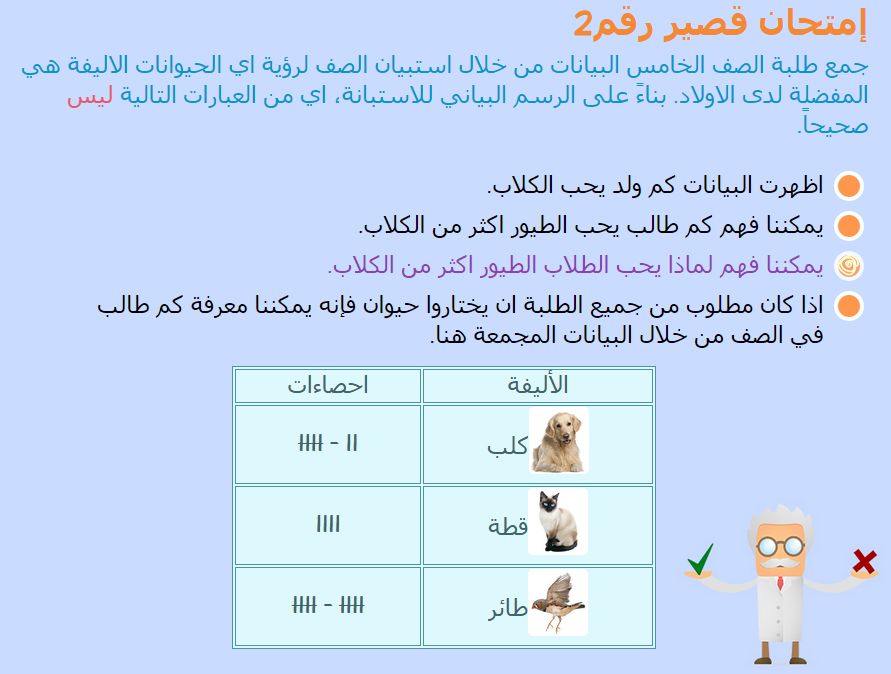 إمتحان قصير رقم2
جمع طلبة الصف الخامس البيانات من خلال استبيان الصف لرؤية اي الحيوانات الاليفة هي
المفضلة لدى الاولاد. بناءً على الرسم البياني للاستبانة، اي من العبارات التالية ليس
صحيحاً.
اظهرت البيانات كم ولد يحب الكلاب.
يمكننا فهم كم طالب يحب الطيور اكثر من الكلاب.
يمكننا فهم لماذا يحب الطلاب الطيور اكثر من الكلاب.
اذا كان مطلوب من جميع الطلبة ان يختاروا حيوان فإنه يمكننا معرفة كم طالب
في الصف من خلال البيانات المجمعة هنا.
الأليفة احصاءات
كلب ~~IIII~~ - II
قطة IIII
طائر ~~IIII~~ - ~~IIII~~